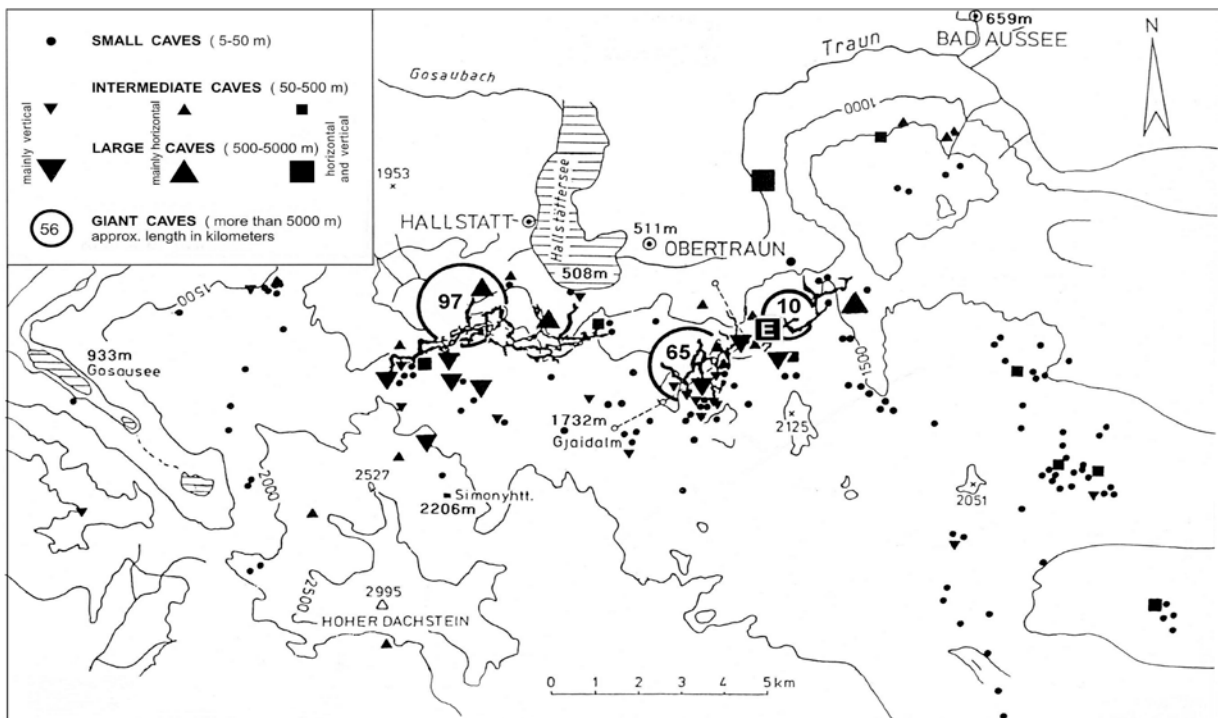 SMALL CAVES (5-50 m)
INTERMEDIATE CAVES (50-500 m)
mainly vertical
mainly horizontal
horizontal and vertical
LARGE CAVES (500-5000 m)
56
GIANT CAVES (more than 5000 m)
approx. length in kilometers
659m
BAD AUSSEE
N
Traun
Gosaubach
1000
1953
HALLSTATT
Hallstättersee
511m
OBERTRAUN
508m
1500
97
10
E
65
1500
933m
Gosausee
1732m
Gjaidalm
2125
2000
2527
Simonyhtt.
2206m
2051
2500
2995
HOHER DACHSTEIN
0 1 2 3 4 5 km